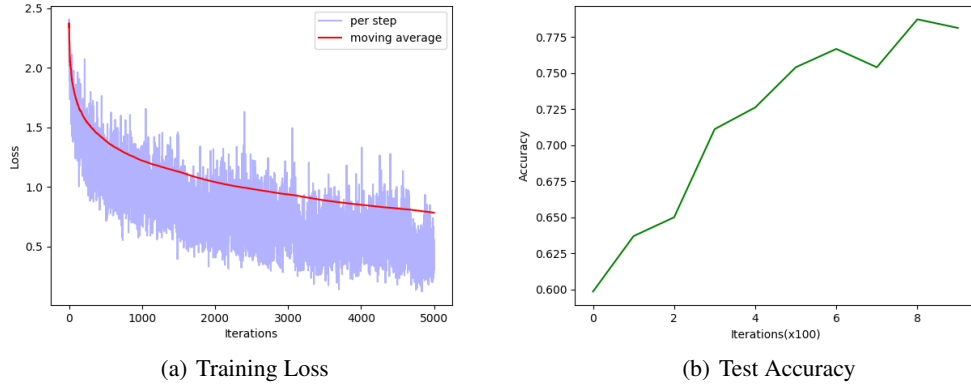 2.5
2.0
1.5
1.0
0.5
Loss
per step
moving average
0 1000 2000 3000 4000 5000
Iterations
(a) Training Loss
0.775
0.750
0.725
0.700
0.675
0.650
0.625
0.600
Accuracy
0 2 4 6 8
Iterations(x100)
(b) Test Accuracy